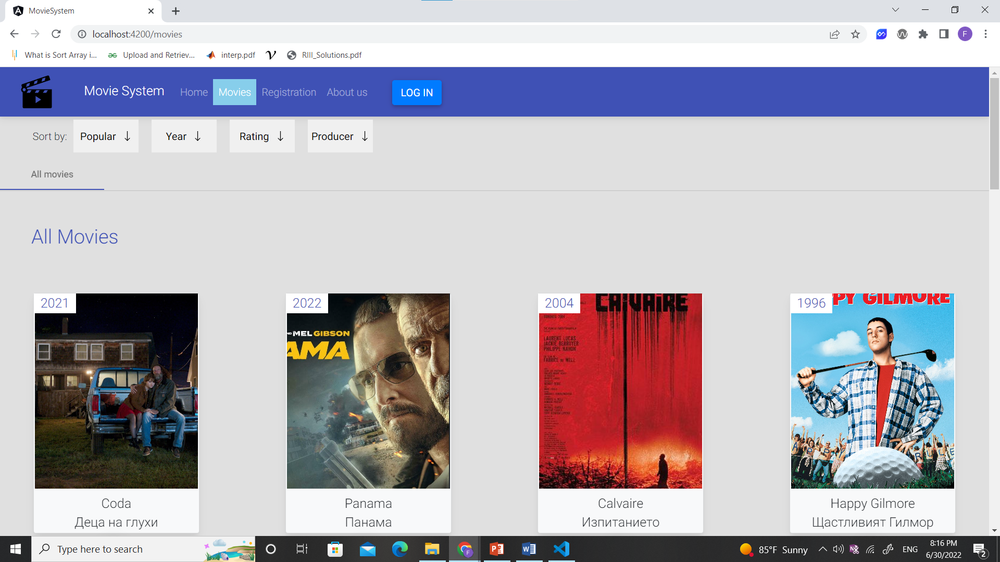 MovieSystem
localhost:4200/movies
F
What is Sort Array i...
Upload and Retriev...
interp.pdf
RIII_Solutions.pdf
Movie System
Home
Movies
Registration
About us
LOG IN
Sort by:
Popular ↓
Year ↓
Rating ↓
Producer ↓
All movies
All Movies
2021
Coda
Деца на глухи
2022
MEL GIBSON
AMA
Panama
Панама
2004
CALVAIRE
TORONTO 2004
LAURENT LUCAS
JACKIE BERROYER
PHILIPPE NAHON
FABRICE DU WELZ
Calvaire
Изпитанието
1996
PY GILMORE
Happy Gilmore
Щастливият Гилмор
Type here to search
85°F Sunny
ENG
8:16 PM
6/30/2022
2